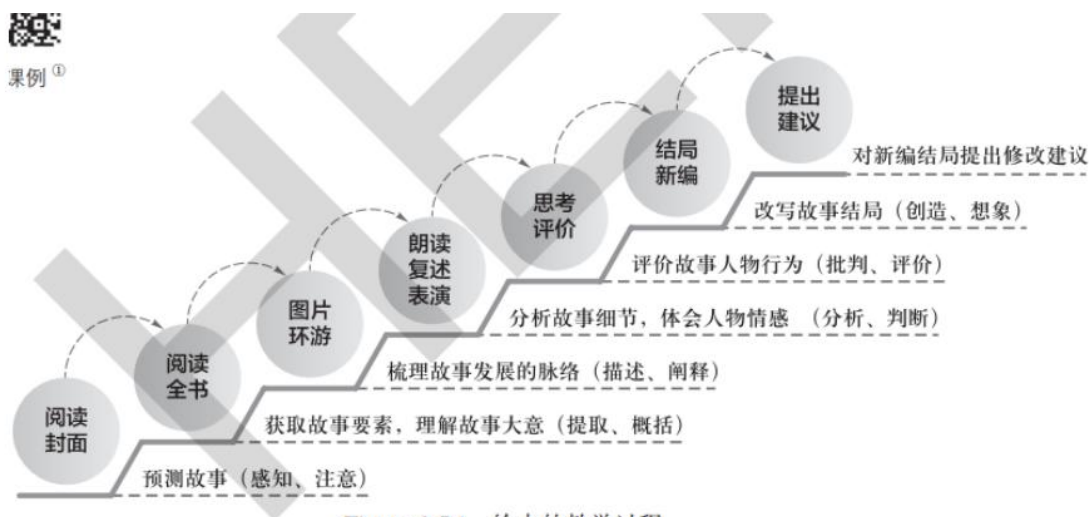 课例①
提出
建议
对新编结局提出修改建议
结局
新编
改写故事结局（创造、想象）
思考
评价
评价故事人物行为（批判、评价）
朗读
复述
表演
分析故事细节，体会人物情感 （分析、判断）
图片
环游
梳理故事发展的脉络（描述、阐释）
阅读
全书
获取故事要素，理解故事大意（提取、概括）
阅读
封面
预测故事（感知、注意）